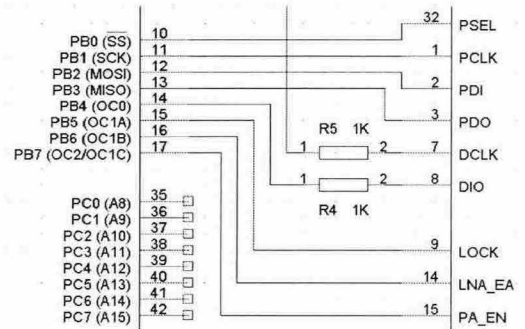 PB0 (SS) 10
PB1 (SCK) 11
PB2 (MOSI) 12
PB3 (MISO) 13
PB4 (OC0) 14
PB5 (OC1A) 15
PB6 (OC1B) 16
PB7 (OC2/OC1C) 17
PC0 (A8) 35
PC1 (A9) 36
PC2 (A10) 37
PC3 (A11) 38
PC4 (A12) 39
PC5 (A13) 40
PC6 (A14) 41
PC7 (A15) 42
R5 1K
1 2
1 2
R4 1K
32 PSEL
1 PCLK
2 PDI
3 PDO
7 DCLK
8 DIO
9 LOCK
14 LNA_EA
15 PA_EN